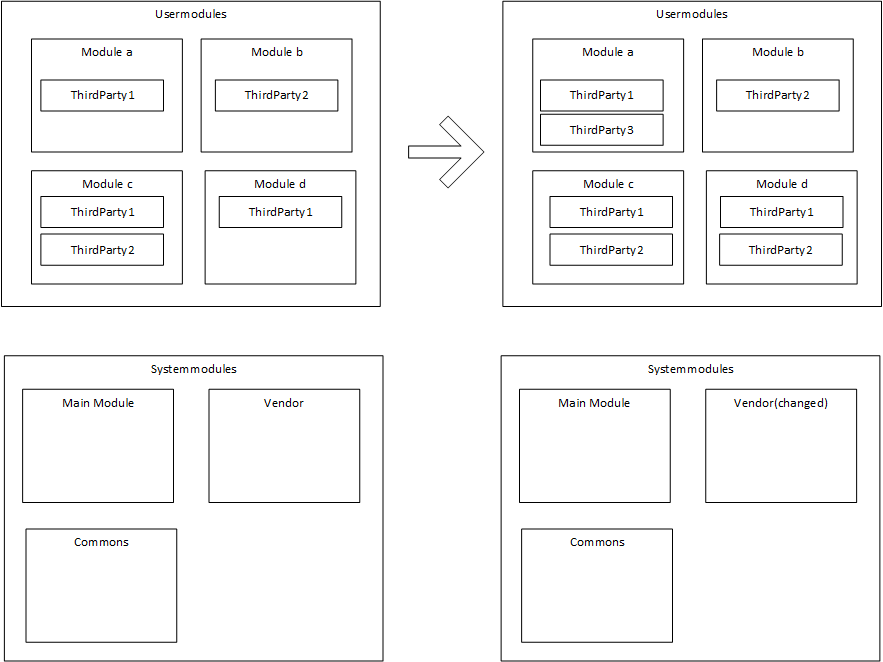 Usermodules
Module a
ThirdParty1
Module b
ThirdParty2
Module c
ThirdParty1
ThirdParty2
Module d
ThirdParty1
Usermodules
Module a
ThirdParty1
ThirdParty3
Module b
ThirdParty2
Module c
ThirdParty1
ThirdParty2
Module d
ThirdParty1
ThirdParty2
Systemmodules
Main Module
Vendor
Commons
Systemmodules
Main Module
Vendor(changed)
Commons